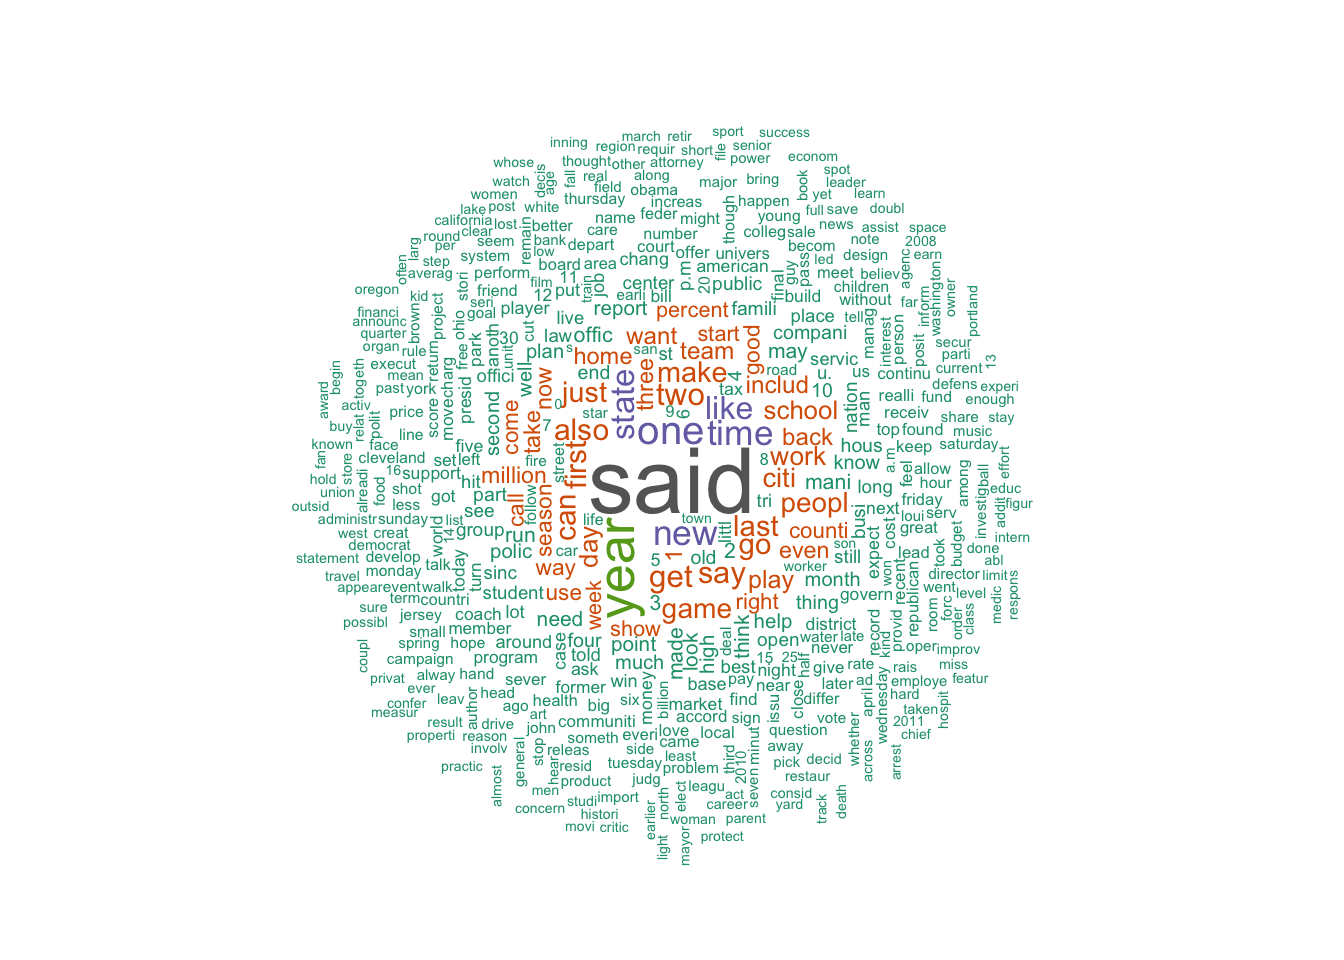 said
year
new
one
time
state
like
two
make
just
also
first
can
last
go
get
say
game
play
peopl
citi
work
back
school
includ
good
start
team
percent
want
home
three
now
take
come
million
call
season
day
way
use
week
show
right
even
counti
1
inning
march
retir
sport
success
region
requir
short
file
senior
power
whose
thought
other
attorney
econom
watch
decis
age
fall
real
along
major
bring
book
spot
leader
women
field
obama
yet
learn
lake
post
white
thursday
increas
happen
full
save
doubl
california
lost
better
name
feder
might
though
young
news
assist
space
round
clear
remain
care
number
colleg
sale
note
2008
per
seem
bank
depart
court
offer
univers
becom
led
design
earn
often
larg
step
system
low
board
area
chang
p.m
american
final
guy
pass
meet
believ
agenc
oregon
averag
stori
perform
film
11
job
center
20
public
children
far
inform
washington
owner
kid
seri
friend
12
put
train
earli
bill
build
without
financi
announc
brown
project
goal
player
live
report
famili
place
tell
manag
interest
person
posit
portland
quarter
ohio
30
cut
law
offic
compani
secur
organ
rule
return
free
park
anoth
unit
plan
s
san
st
may
servic
us
parti
execut
charg
presid
offici
well
end
4
road
u.
continu
current
13
mean
move
star
tax
10
nation
man
realli
defens
experi
award
begin
past
york
score
second
0
9
6
receiv
fund
enough
activ
price
7
top
found
share
stay
buy
relat
togeth
polit
line
five
music
known
face
street
hous
keep
saturday
fan
store
cleveland
set
left
fire
8
know
a.m
effort
hold
alreadi
16
support
hit
mani
long
feel
allow
hour
among
union
food
shot
less
got
part
follow
tri
friday
investig
ball
educ
outsid
see
life
town
busi
next
loui
serv
addit
figur
administr
sunday
world
list
14
group
run
littl
cost
great
west
creat
polic
car
2
old
son
still
expect
won
recent
lead
took
budget
done
intern
democrat
statement
develop
talk
5
worker
abl
travel
monday
today
turn
sinc
month
director
limit
appear
event
walk
student
3
govern
republican
went
level
medic
respons
sure
term
countri
thing
provid
forc
possibl
jersey
coach
lot
need
help
district
record
room
order
class
small
member
four
point
made
look
high
deal
think
open
water
late
oper
improv
spring
hope
around
case
never
kind
coupl
campaign
program
told
much
15
25
half
give
rate
rais
miss
privat
alway
hand
sever
ask
best
night
employe
featur
ever
win
money
base
pay
near
later
ad
hard
confer
leav
head
former
find
close
differ
april
wednesday
taken
hospit
measur
author
ago
health
big
six
billion
market
issu
vote
2011
result
drive
art
communiti
accord
sign
chief
properti
reason
john
someth
everi
love
local
question
whether
involv
stop
releas
side
came
minut
away
across
arrest
practic
general
hear
resid
tuesday
least
problem
third
2010
seven
pick
decid
almost
men
product
judg
leagu
restaur
concern
studi
import
north
elect
act
consid
death
histori
career
yard
track
movi
critic
earlier
woman
parent
light
mayor
protect